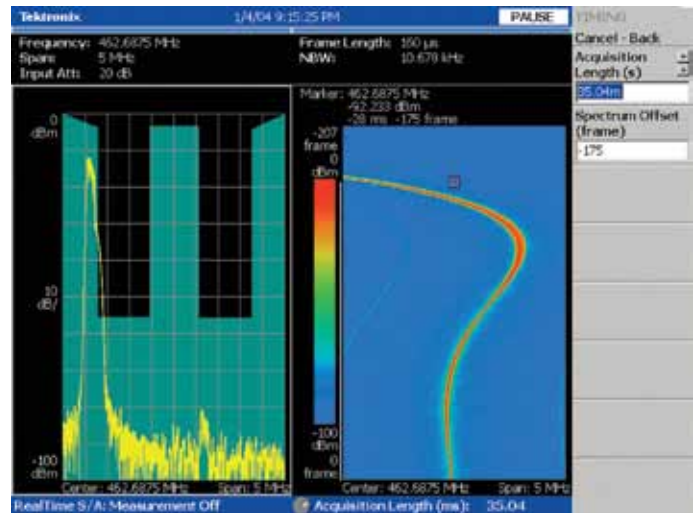 Tektronix 1/4/04 9:15:25 PM PAUSE TIMING
Frequency: 462.6875 MHz
Span: 5 MHz
Input Att: 20 dB
Frame Length: 160 µs
NBW: 10.678 kHz
Cancel - Back
Acquisition
Length (s)
35.04m
Spectrum Offset
(frame)
-175
Marker: 462.6875 MHz
-92.233 dBm
-28 ms -175 frame
0
dBm
10
dB/
-100
dBm
Center: 462.6875 MHz Span: 5 MHz
-207
frame
0
dBm
-100
dBm
0
frame
Center: 462.6875 MHz Span: 5 MHz
RealTime S/A: Measurement Off
Acquisition Length (ms): 35.04